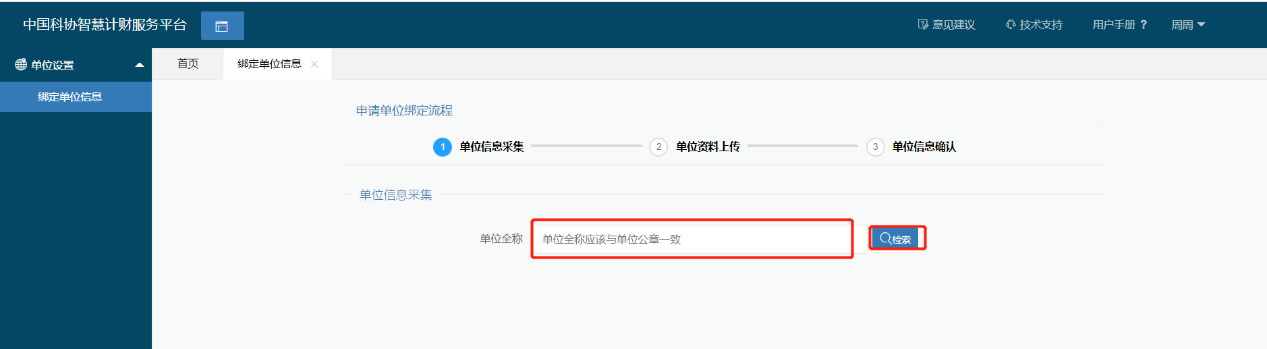 中国科协智慧计财服务平台
意见建议
技术支持
用户手册 ?
周周
单位设置
首页
绑定单位信息
绑定单位信息
申请单位绑定流程
1 单位信息采集
2 单位资料上传
3 单位信息确认
单位信息采集
单位全称 单位全称应该与单位公章一致 检索